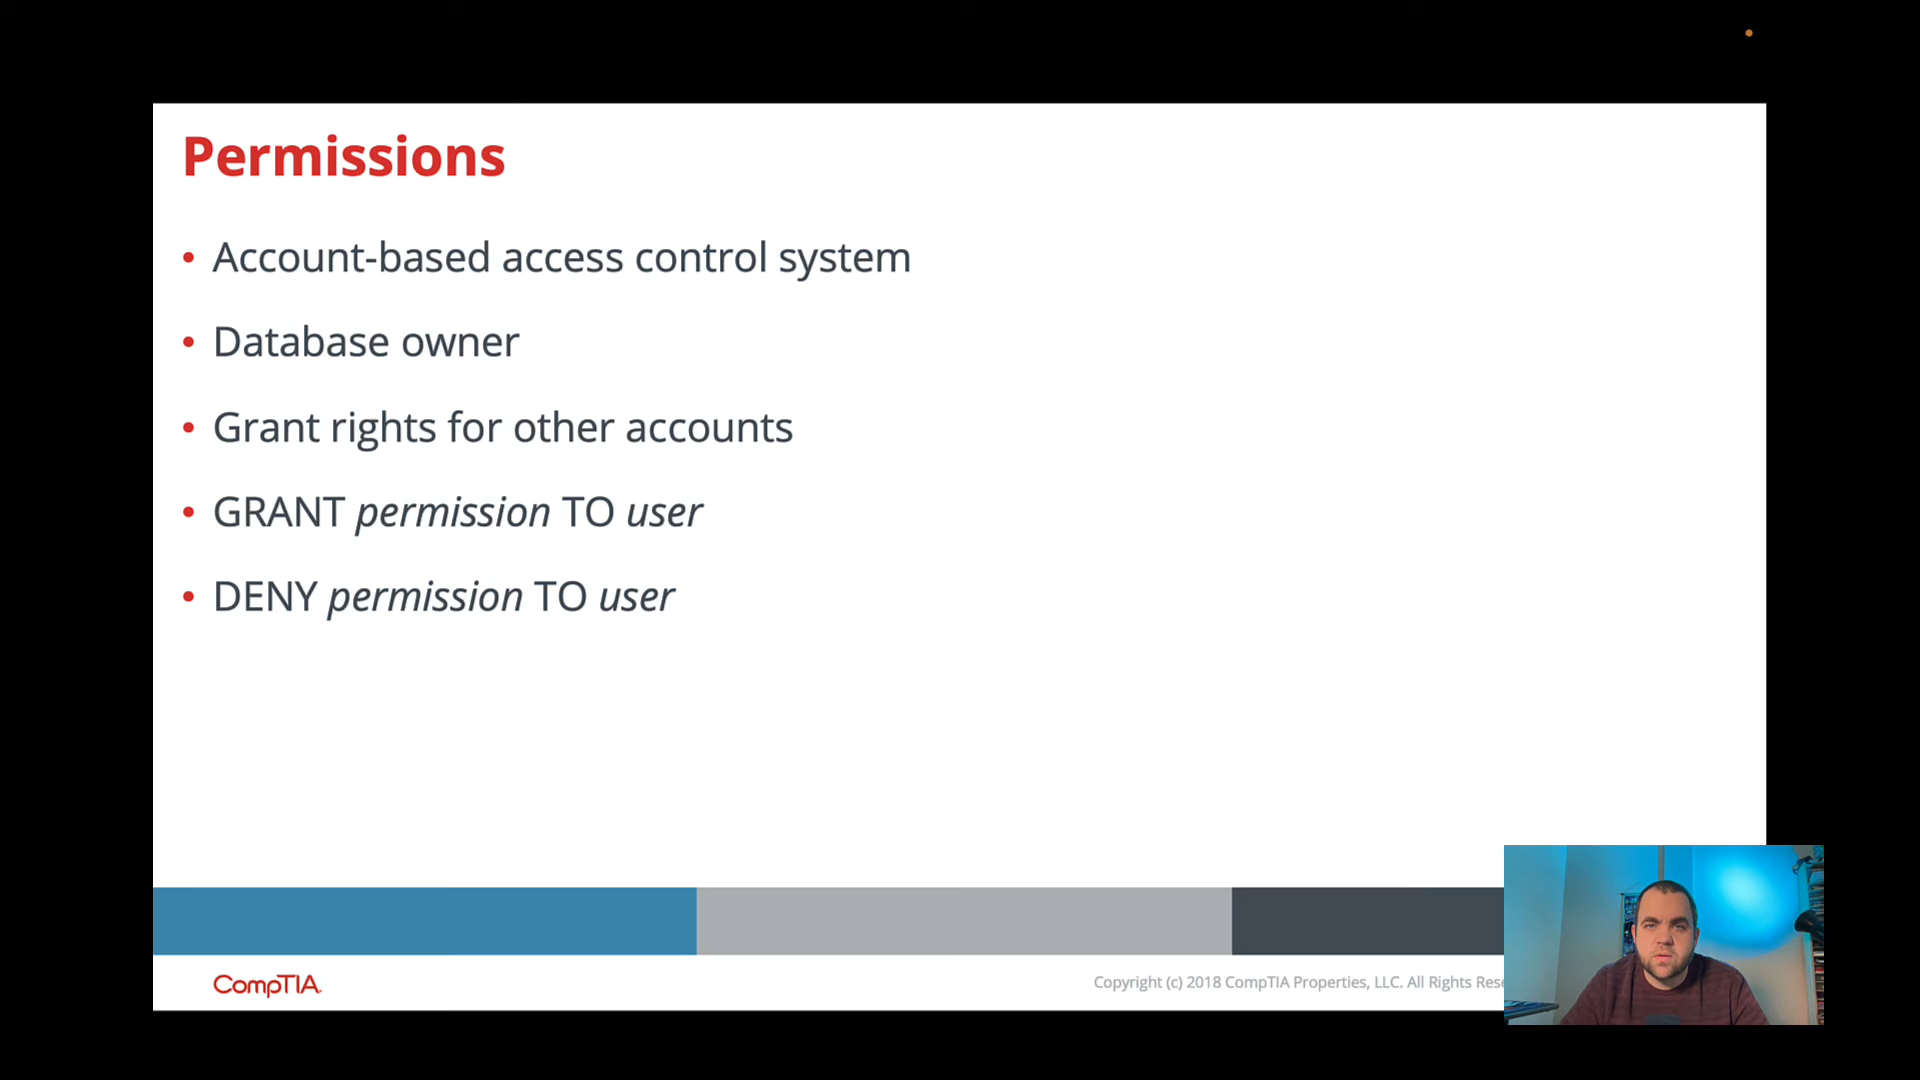 Permissions
• Account-based access control system
• Database owner
• Grant rights for other accounts
• GRANT permission TO user
• DENY permission TO user
CompTIA.
Copyright (c) 2018 CompTIA Properties, LLC. All Rights Rese